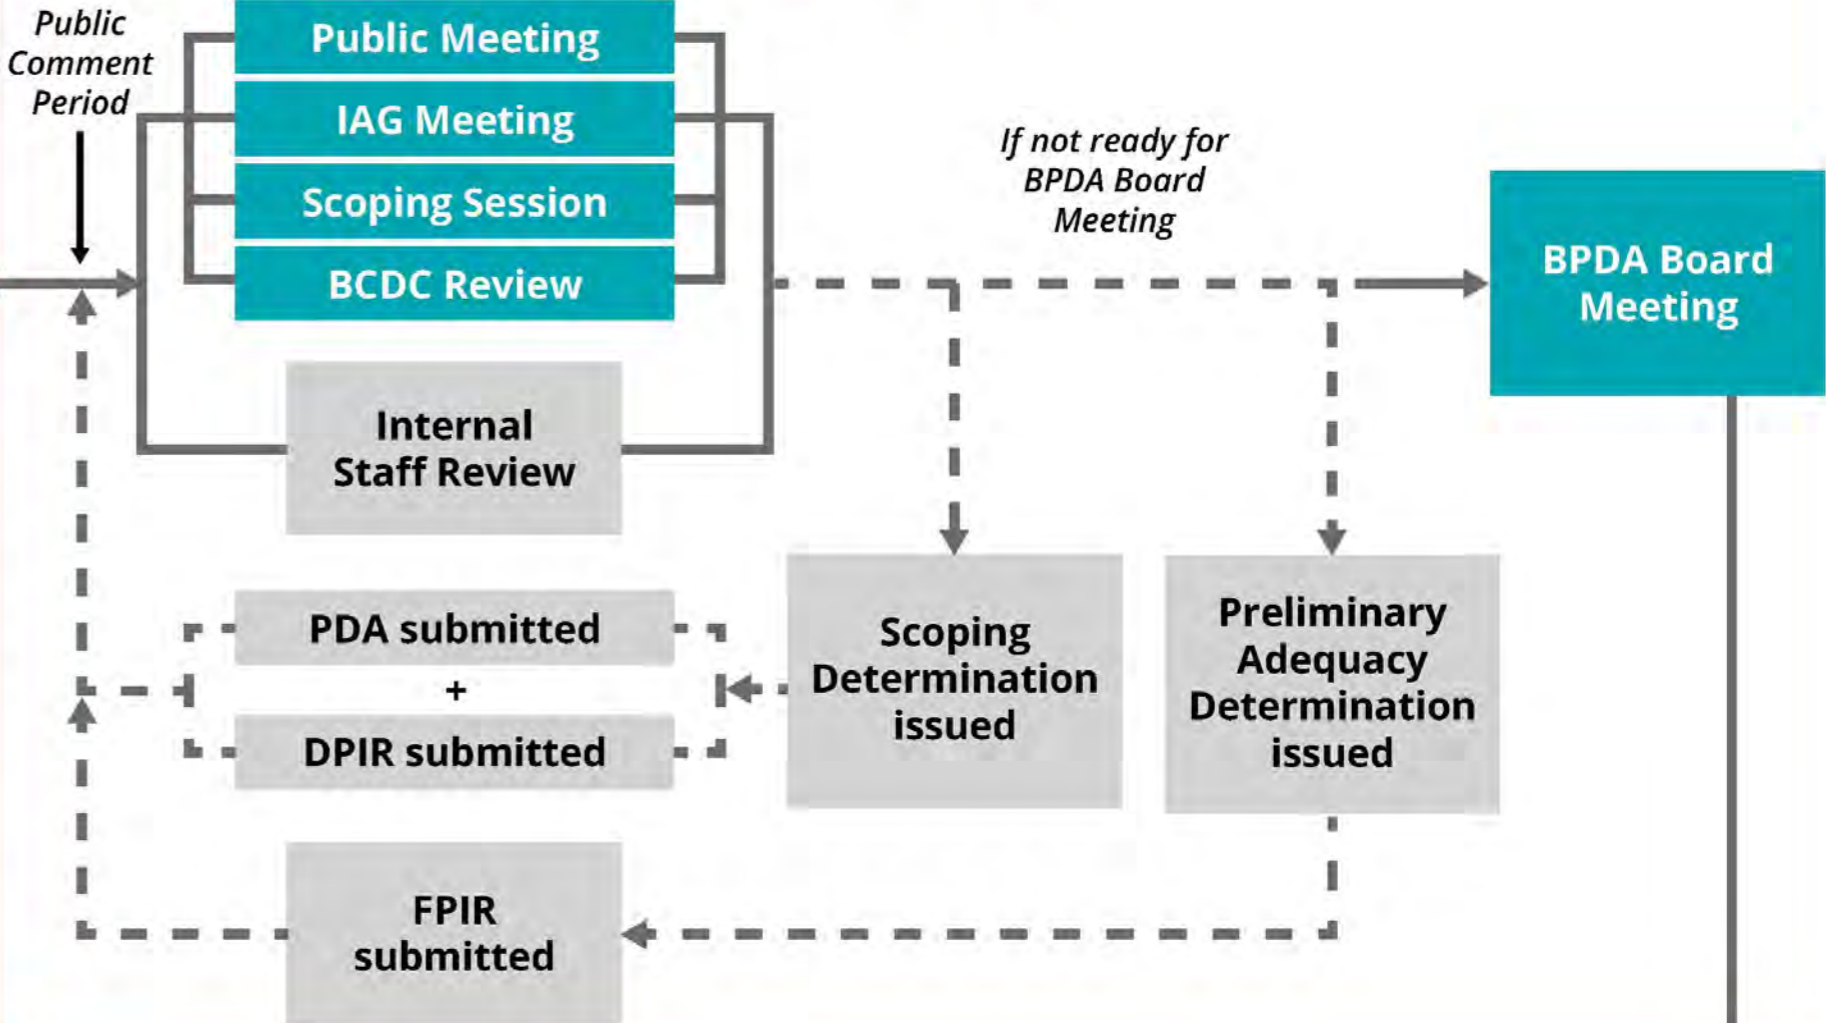 Public
Comment
Period
Public Meeting
IAG Meeting
Scoping Session
BCDC Review
Internal
Staff Review
If not ready for
BPDA Board
Meeting
BPDA Board
Meeting
PDA submitted
+
DPIR submitted
Scoping
Determination
issued
Preliminary
Adequacy
Determination
issued
FPIR
submitted